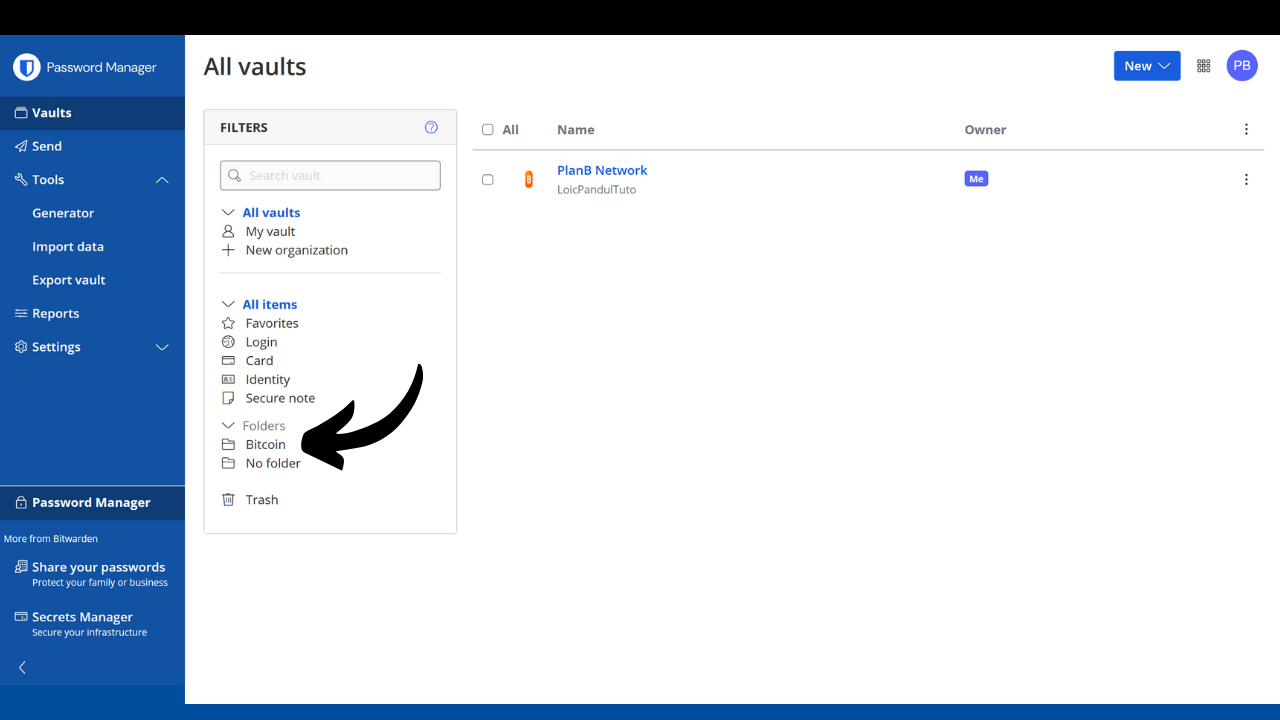 Password Manager
Vaults
Send
Tools
Generator
Import data
Export vault
Reports
Settings
Password Manager
More from Bitwarden
Share your passwords
Protect your family or business
Secrets Manager
Secure your infrastructure
All vaults
New
PB
FILTERS
Search vault
All vaults
My vault
New organization
All items
Favorites
Login
Card
Identity
Secure note
Folders
Bitcoin
No folder
Trash
All Name Owner
PlanB Network
LoicPandulTuto
Me